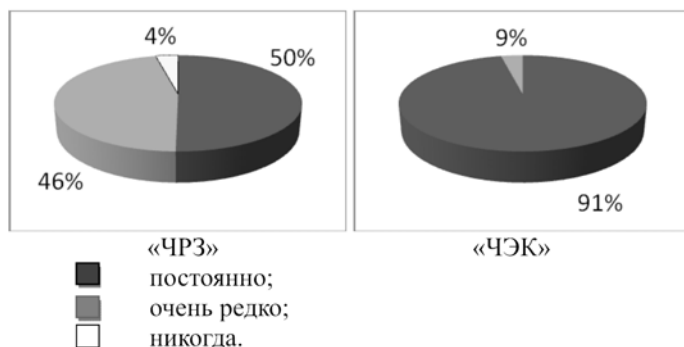 4%
50%
46%
9%
91%
«ЧРЗ»
«ЧЭК»
постоянно;
очень редко;
никогда.